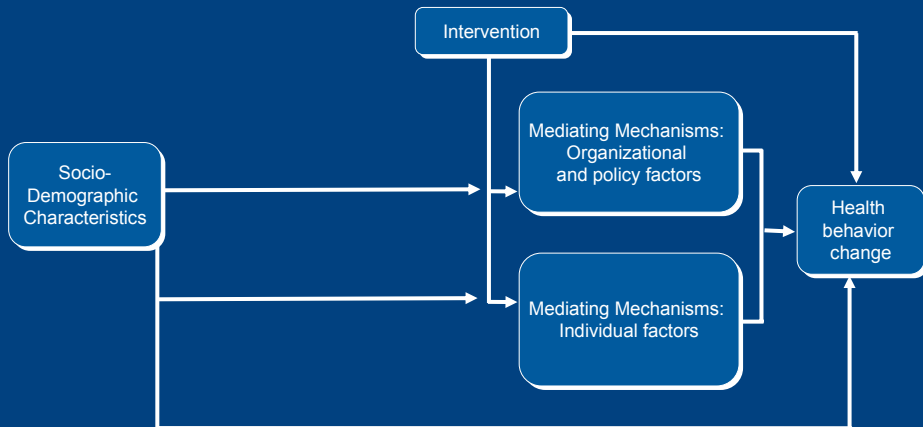 Intervention
Mediating Mechanisms:
Organizational
and policy factors
Socio-
Demographic
Characteristics
Health
behavior
change
Mediating Mechanisms:
Individual factors